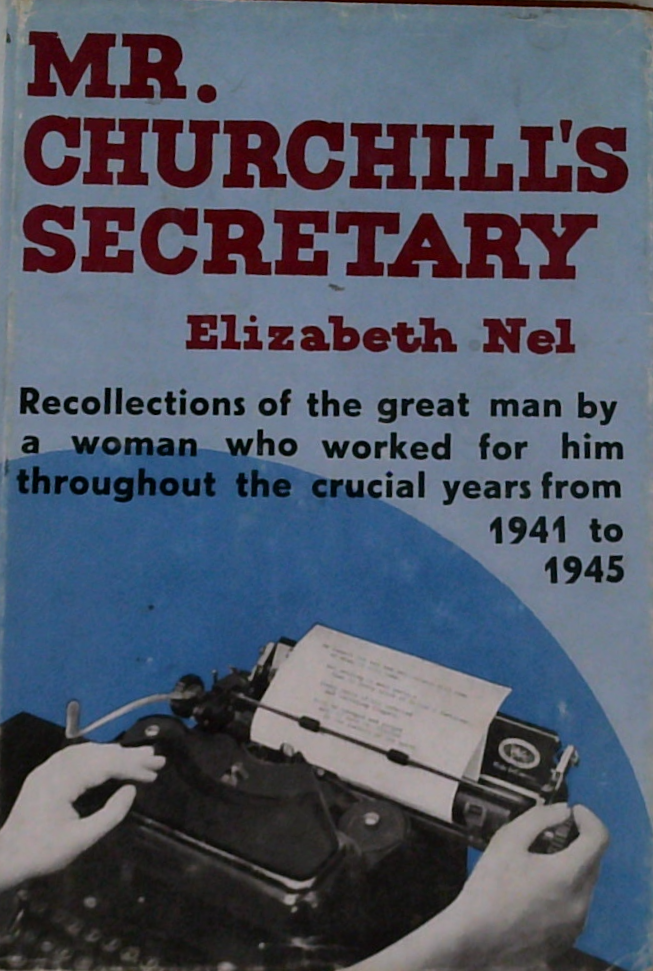 MR.
CHURCHILL'S
SECRETARY
Elizabeth Nel
Recollections of the great man by
a woman who worked for him
throughout the crucial years from
1941 to
1945